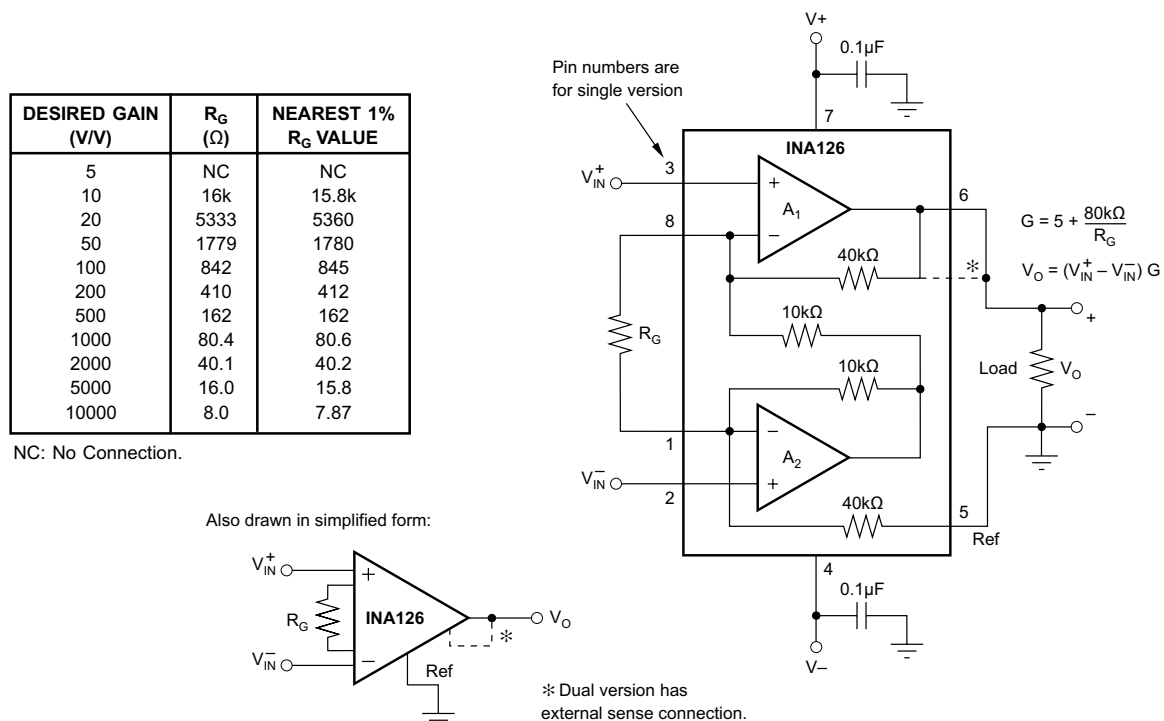 DESIRED GAIN (V/V) R_G (Ω) NEAREST 1% R_G VALUE
5 NC NC
10 16k 15.8k
20 5333 5360
50 1779 1780
100 842 845
200 410 412
500 162 162
1000 80.4 80.6
2000 40.1 40.2
5000 16.0 15.8
10000 8.0 7.87
NC: No Connection.
V+
0.1µF
Pin numbers are
for single version
7
INA126
3
V_IN^+
+
A_1
−
6
8
40kΩ
*
G = 5 + 80kΩ / R_G
V_O = (V_IN^+ – V_IN^−) G
+
10kΩ
R_G
10kΩ
Load
V_O
−
1
−
A_2
+
V_IN^−
2
40kΩ
5
Ref
4
0.1µF
V–
Also drawn in simplified form:
V_IN^+
+
R_G
INA126
V_O
*
V_IN^−
−
Ref
* Dual version has
external sense connection.